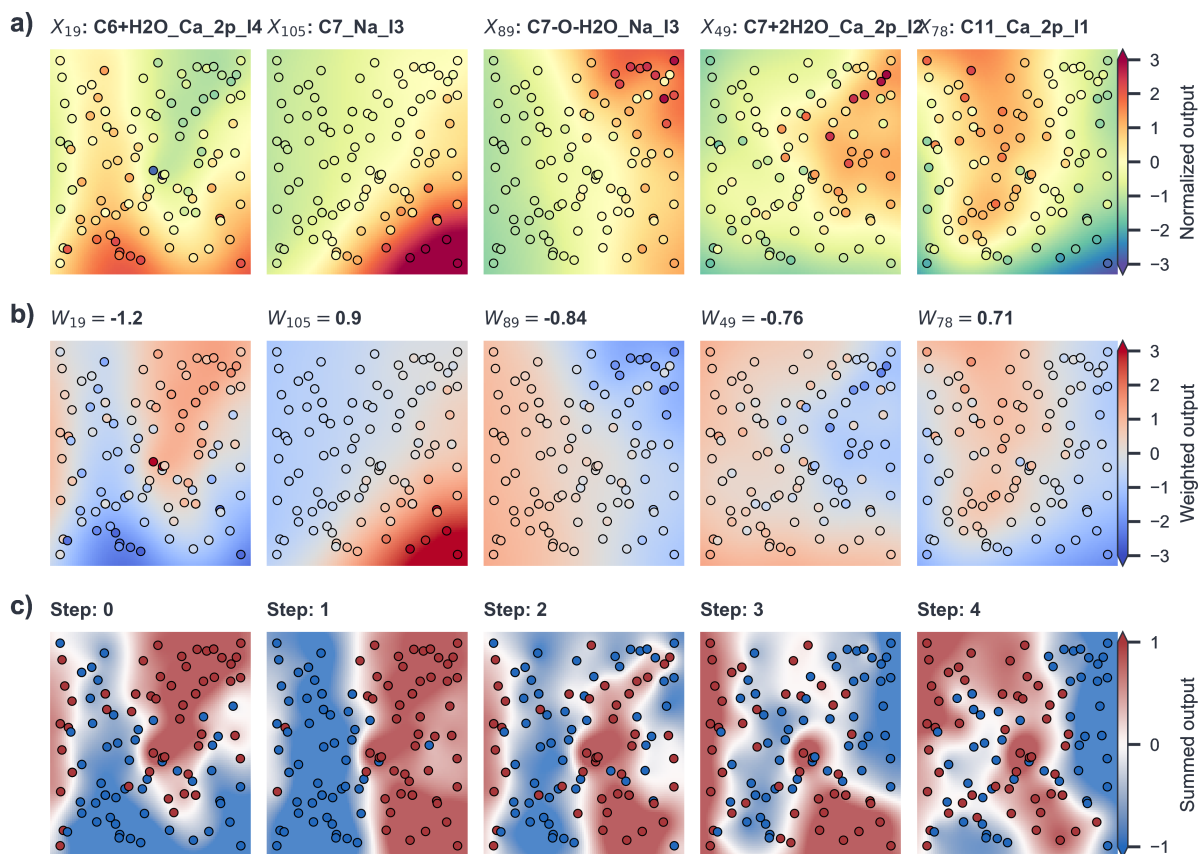 a)
X19: C6+H2O_Ca_2p_I4
X105: C7_Na_I3
X89: C7-O-H2O_Na_I3
X49: C7+2H2O_Ca_2p_I2
X78: C11_Ca_2p_I1
3
2
1
0
−1
−2
−3
Normalized output
b)
W19 = -1.2
W105 = 0.9
W89 = -0.84
W49 = -0.76
W78 = 0.71
3
2
1
0
−1
−2
−3
Weighted output
c)
Step: 0
Step: 1
Step: 2
Step: 3
Step: 4
1
0
−1
Summed output